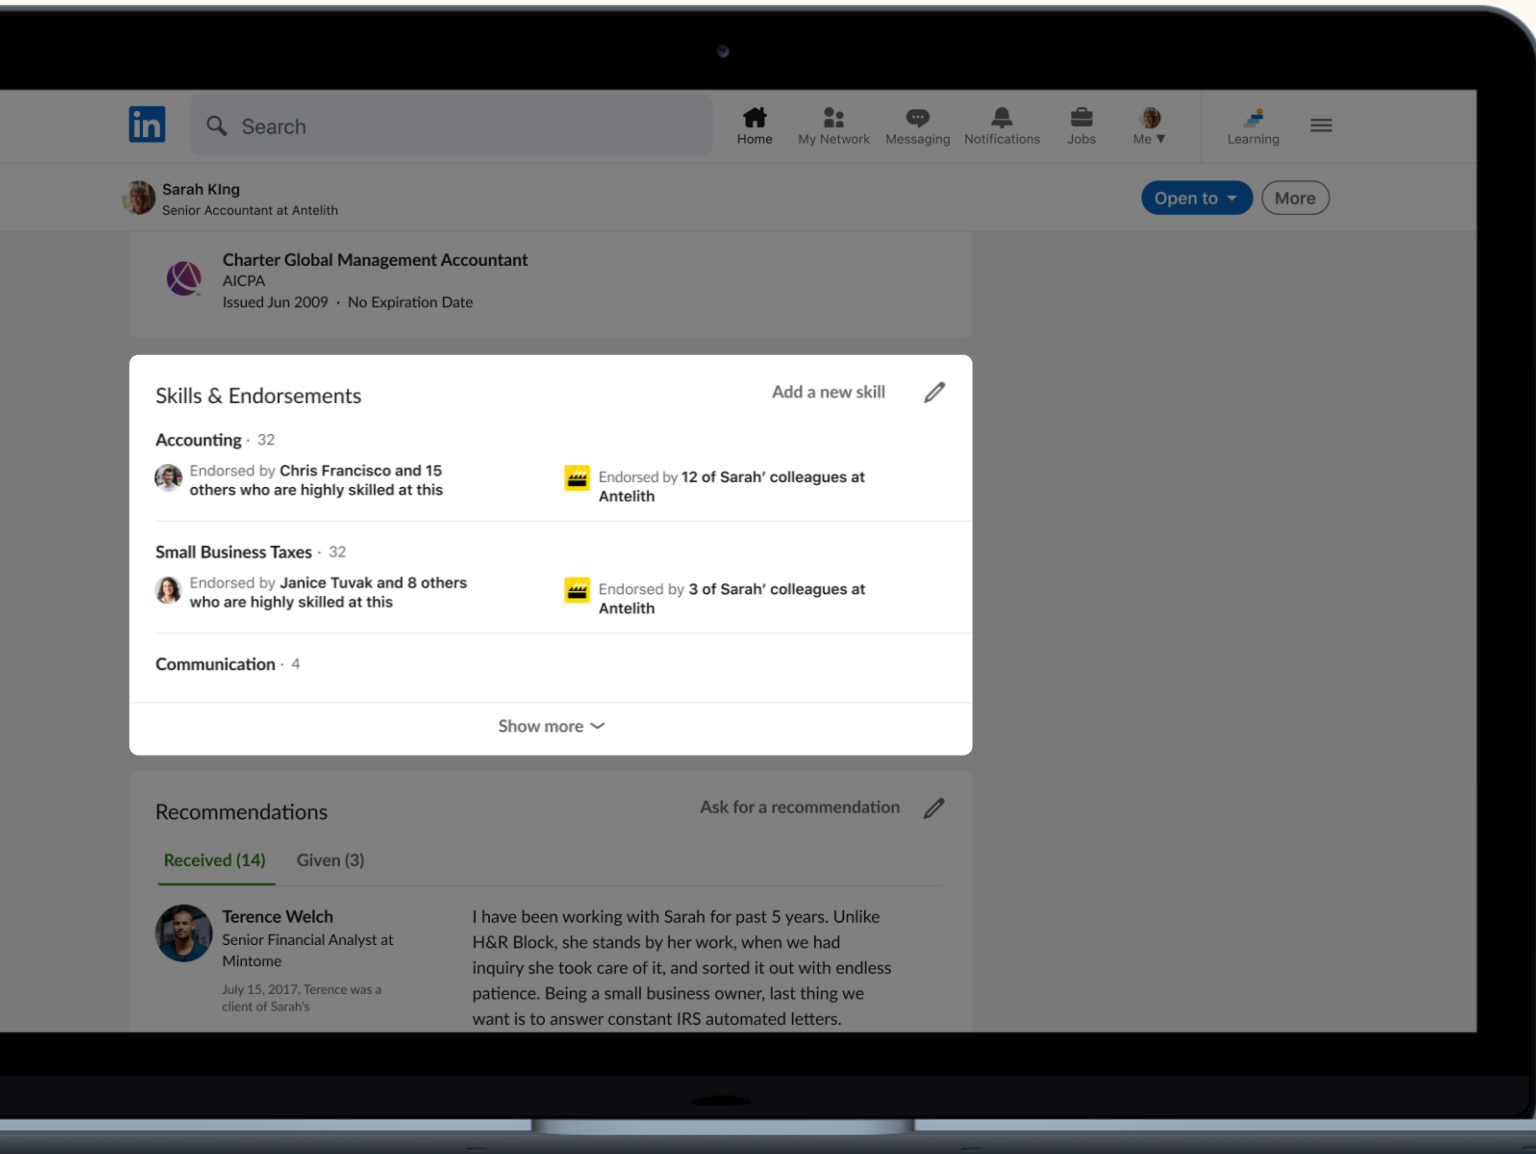 in
Search
Home
My Network
Messaging
Notifications
Jobs
Me ▼
Learning
Sarah KIng
Senior Accountant at Antelith
Open to
More
Charter Global Management Accountant
AICPA
Issued Jun 2009 · No Expiration Date
Skills & Endorsements
Add a new skill
Accounting · 32
Endorsed by Chris Francisco and 15
others who are highly skilled at this
Endorsed by 12 of Sarah’ colleagues at
Antelith
Small Business Taxes · 32
Endorsed by Janice Tuvak and 8 others
who are highly skilled at this
Endorsed by 3 of Sarah’ colleagues at
Antelith
Communication · 4
Show more
Recommendations
Ask for a recommendation
Received (14)
Given (3)
Terence Welch
Senior Financial Analyst at
Mintome
July 15, 2017, Terence was a
client of Sarah’s
I have been working with Sarah for past 5 years. Unlike
H&R Block, she stands by her work, when we had
inquiry she took care of it, and sorted it out with endless
patience. Being a small business owner, last thing we
want is to answer constant IRS automated letters.